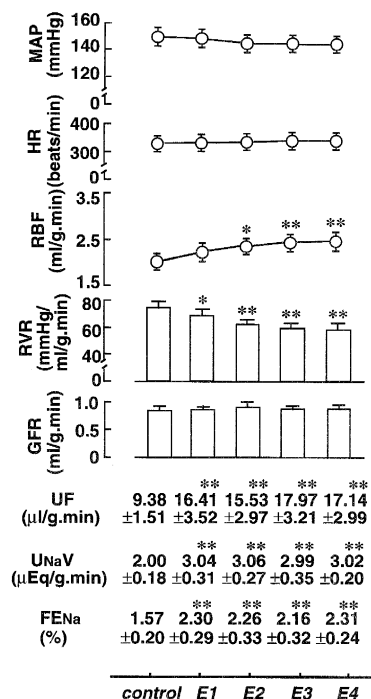 MAP
(mmHg)
160
140
120
0
HR
(beats/min)
400
300
0
RBF
(ml/g.min)
3.5
2.5
1.5
* ** **
RVR
(mmHg/
ml/g.min)
80
60
40
0
* ** ** **
GFR
(ml/g.min)
1.0
0.5
0.0
** ** ** **
UF 9.38 16.41 15.53 17.97 17.14
(μl/g.min) ±1.51 ±3.52 ±2.97 ±3.21 ±2.99
** ** ** **
UNaV 2.00 3.04 3.06 2.99 3.02
(μEq/g.min) ±0.18 ±0.31 ±0.27 ±0.35 ±0.20
** ** ** **
FENa 1.57 2.30 2.26 2.16 2.31
(%) ±0.20 ±0.29 ±0.33 ±0.32 ±0.24
control E1 E2 E3 E4